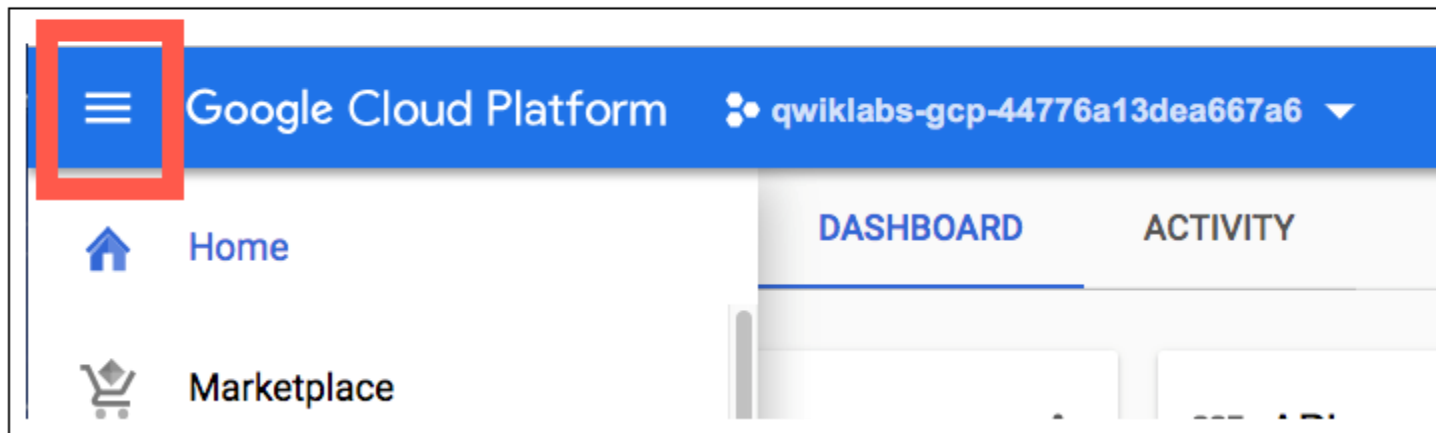 Google Cloud Platform qwiklabs-gcp-44776a13dea667a6
Home
DASHBOARD ACTIVITY
Marketplace